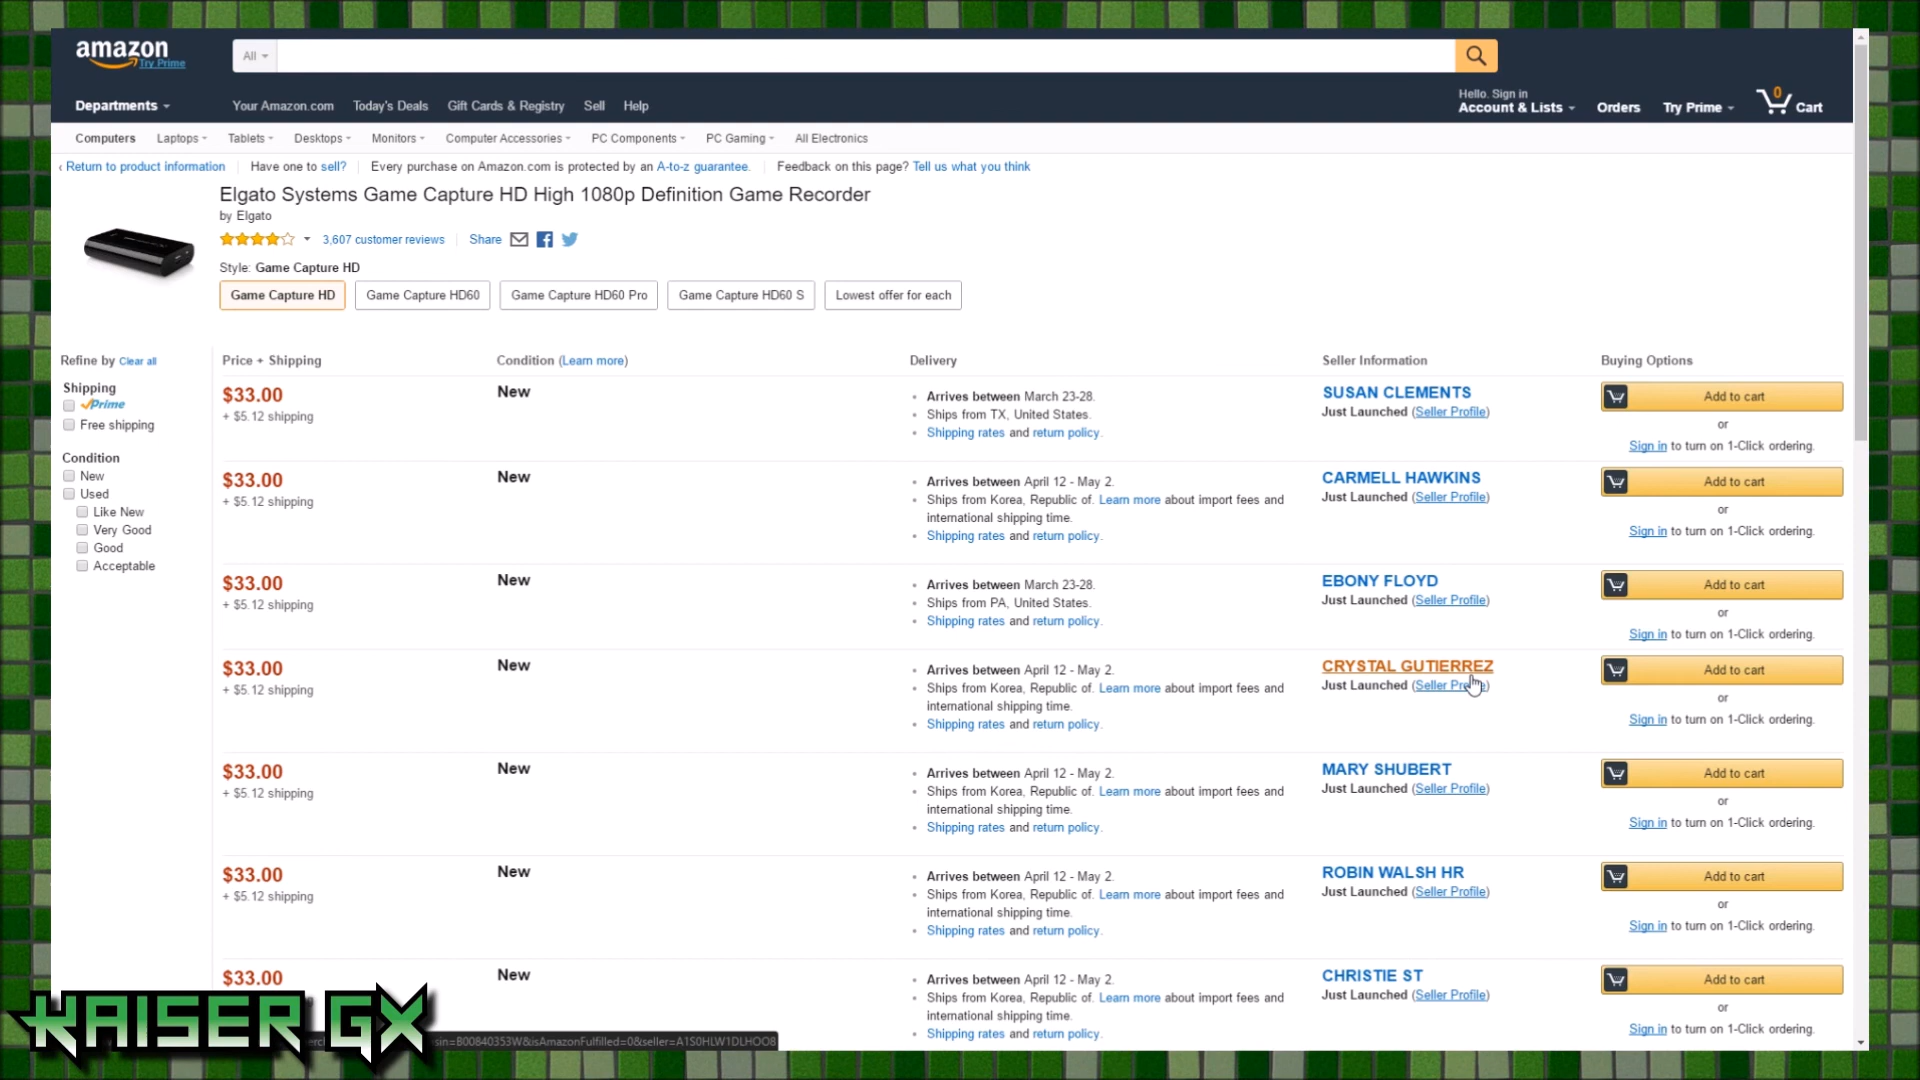 amazon
Try Prime
All
Departments
Your Amazon.com Today's Deals Gift Cards & Registry Sell Help
Hello. Sign in
Account & Lists
Orders
Try Prime
0
Cart
Computers Laptops Tablets Desktops Monitors Computer Accessories PC Components PC Gaming All Electronics
‹ Return to product information Have one to sell? Every purchase on Amazon.com is protected by an A-to-z guarantee. Feedback on this page? Tell us what you think
Elgato Systems Game Capture HD High 1080p Definition Game Recorder
by Elgato
3,607 customer reviews Share
Style: Game Capture HD
Game Capture HD Game Capture HD60 Game Capture HD60 Pro Game Capture HD60 S Lowest offer for each
Refine by Clear all
Shipping
Prime
Free shipping
Condition
New
Used
Like New
Very Good
Good
Acceptable
Price + Shipping Condition (Learn more) Delivery Seller Information Buying Options
$33.00
+ $5.12 shipping
New
• Arrives between March 23-28.
• Ships from TX, United States.
• Shipping rates and return policy.
SUSAN CLEMENTS
Just Launched (Seller Profile)
Add to cart
or
Sign in to turn on 1-Click ordering.
$33.00
+ $5.12 shipping
New
• Arrives between April 12 - May 2.
• Ships from Korea, Republic of. Learn more about import fees and
international shipping time.
• Shipping rates and return policy.
CARMELL HAWKINS
Just Launched (Seller Profile)
Add to cart
or
Sign in to turn on 1-Click ordering.
$33.00
+ $5.12 shipping
New
• Arrives between March 23-28.
• Ships from PA, United States.
• Shipping rates and return policy.
EBONY FLOYD
Just Launched (Seller Profile)
Add to cart
or
Sign in to turn on 1-Click ordering.
$33.00
+ $5.12 shipping
New
• Arrives between April 12 - May 2.
• Ships from Korea, Republic of. Learn more about import fees and
international shipping time.
• Shipping rates and return policy.
CRYSTAL GUTIERREZ
Just Launched (Seller Profile)
Add to cart
or
Sign in to turn on 1-Click ordering.
$33.00
+ $5.12 shipping
New
• Arrives between April 12 - May 2.
• Ships from Korea, Republic of. Learn more about import fees and
international shipping time.
• Shipping rates and return policy.
MARY SHUBERT
Just Launched (Seller Profile)
Add to cart
or
Sign in to turn on 1-Click ordering.
$33.00
+ $5.12 shipping
New
• Arrives between April 12 - May 2.
• Ships from Korea, Republic of. Learn more about import fees and
international shipping time.
• Shipping rates and return policy.
ROBIN WALSH HR
Just Launched (Seller Profile)
Add to cart
or
Sign in to turn on 1-Click ordering.
$33.00
New
• Arrives between April 12 - May 2.
• Ships from Korea, Republic of. Learn more about import fees and
international shipping time.
• Shipping rates and return policy.
CHRISTIE ST
Just Launched (Seller Profile)
Add to cart
or
Sign in to turn on 1-Click ordering.
KAISER GX
sin=B00840353W&isAmazonFulfilled=0&seller=A1S0HLW1DLHOO8